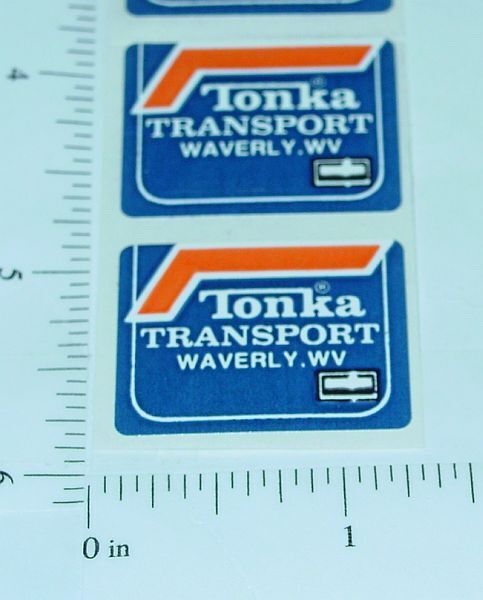 4
Tonka®
TRANSPORT
WAVERLY.WV
5
Tonka®
TRANSPORT
WAVERLY.WV
6
0 in
1